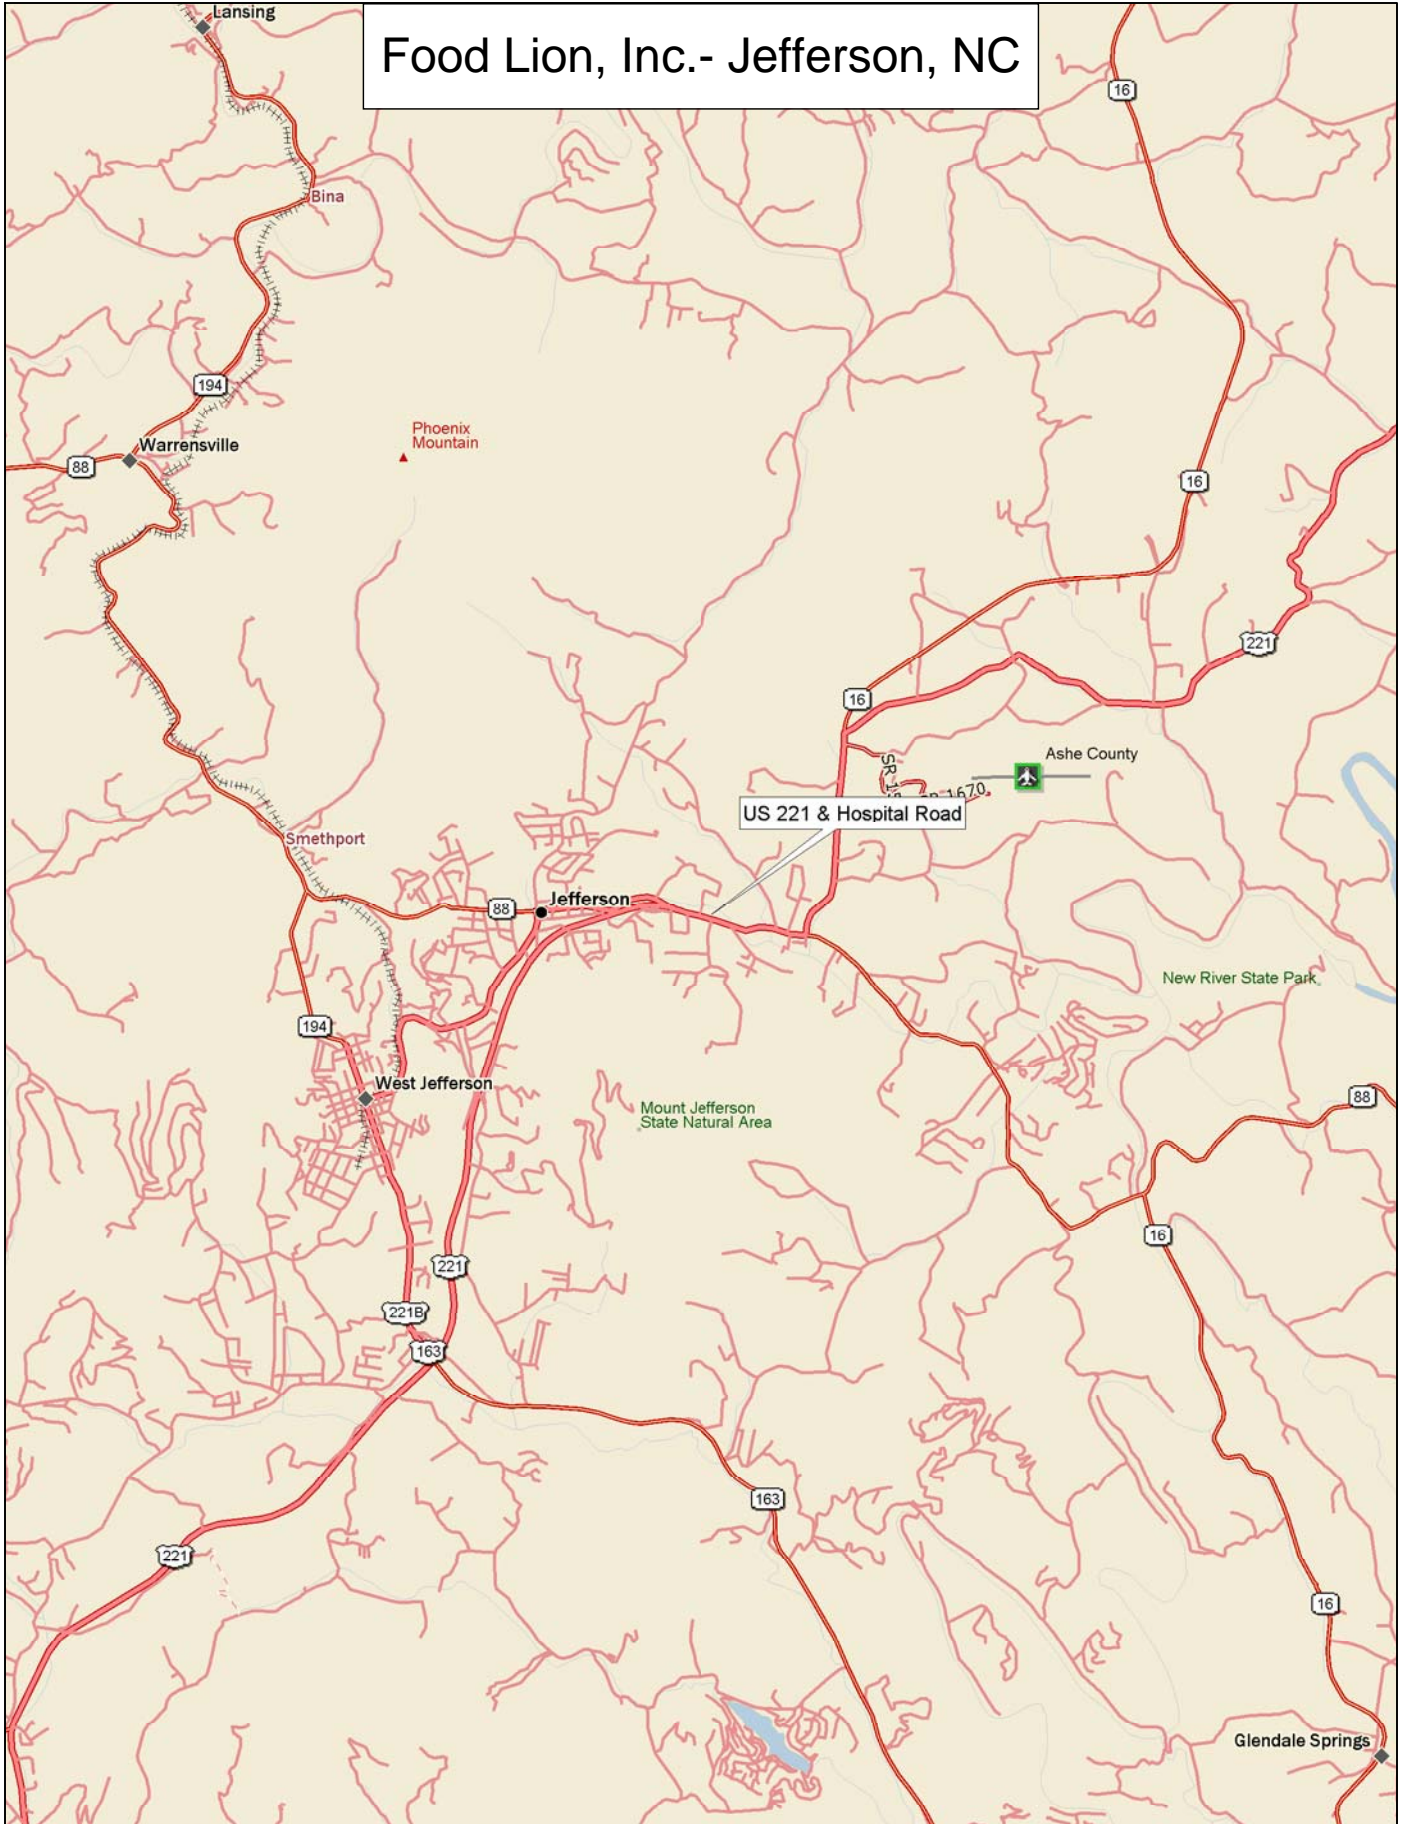 Lansing
Food Lion, Inc.- Jefferson, NC
16
Bina
194
Phoenix
Mountain
Warrensville
88
16
221
16
Ashe County
SR
1670
US 221 & Hospital Road
Smethport
Jefferson
88
New River State Park
194
West Jefferson
88
Mount Jefferson
State Natural Area
16
221
221B
163
163
221
16
Glendale Springs